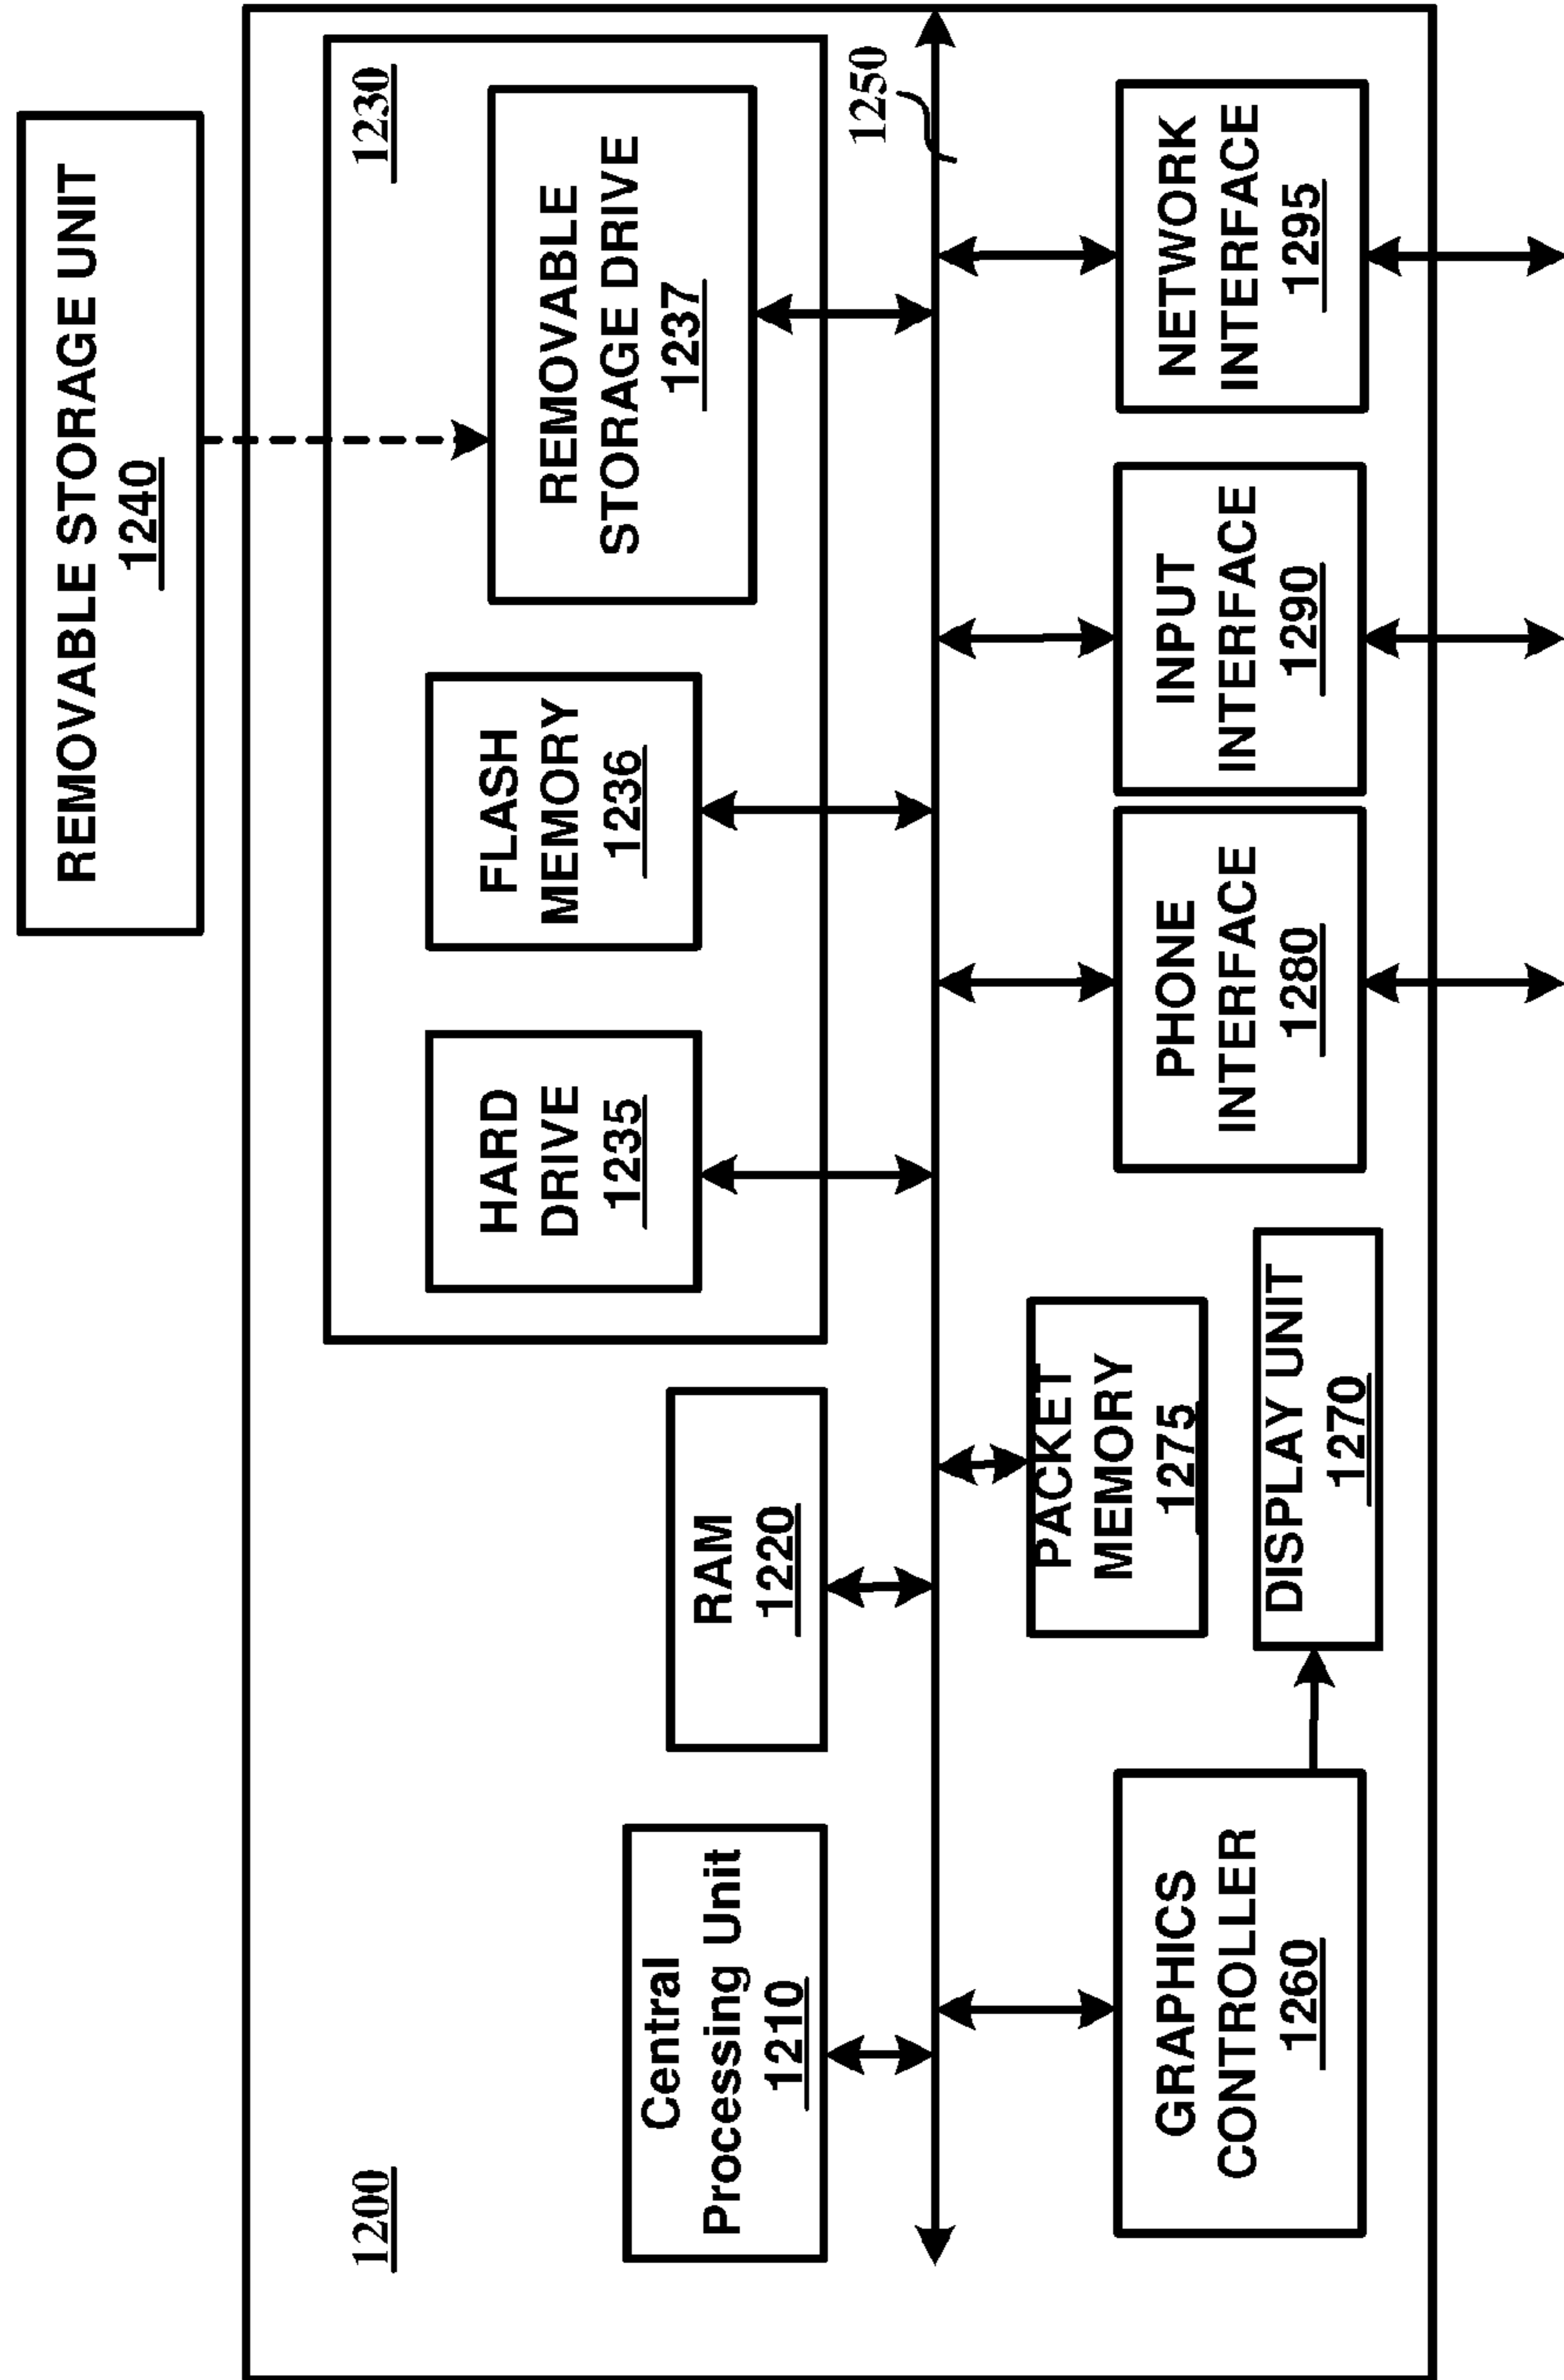 REMOVABLE STORAGE UNIT
1240
1200
1230
Central
Processing Unit
1210
RAM
1220
HARD
DRIVE
1235
FLASH
MEMORY
1236
REMOVABLE
STORAGE DRIVE
1237
1250
GRAPHICS
CONTROLLER
1260
PACKET
MEMORY
1275
DISPLAY UNIT
1270
PHONE
INTERFACE
1280
INPUT
INTERFACE
1290
NETWORK
INTERFACE
1295